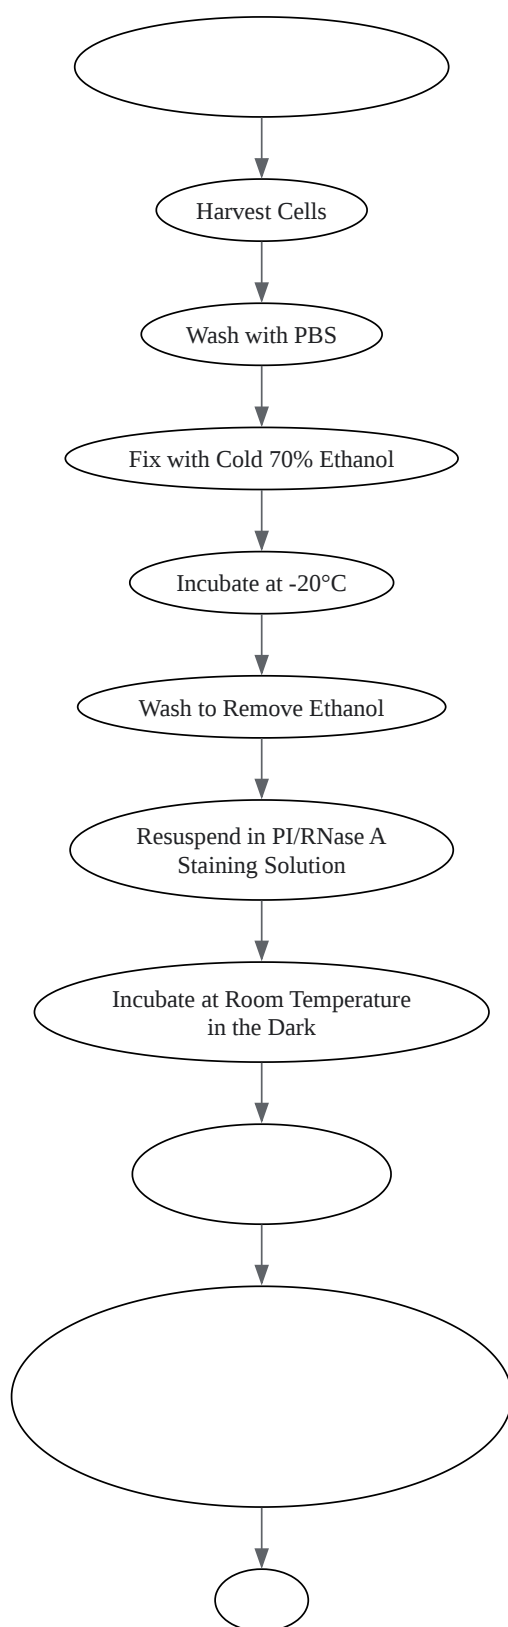 Harvest Cells
Wash with PBS
Fix with Cold 70% Ethanol
Incubate at -20°C
Wash to Remove Ethanol
Resuspend in PI/RNase A
Staining Solution
Incubate at Room Temperature
in the Dark